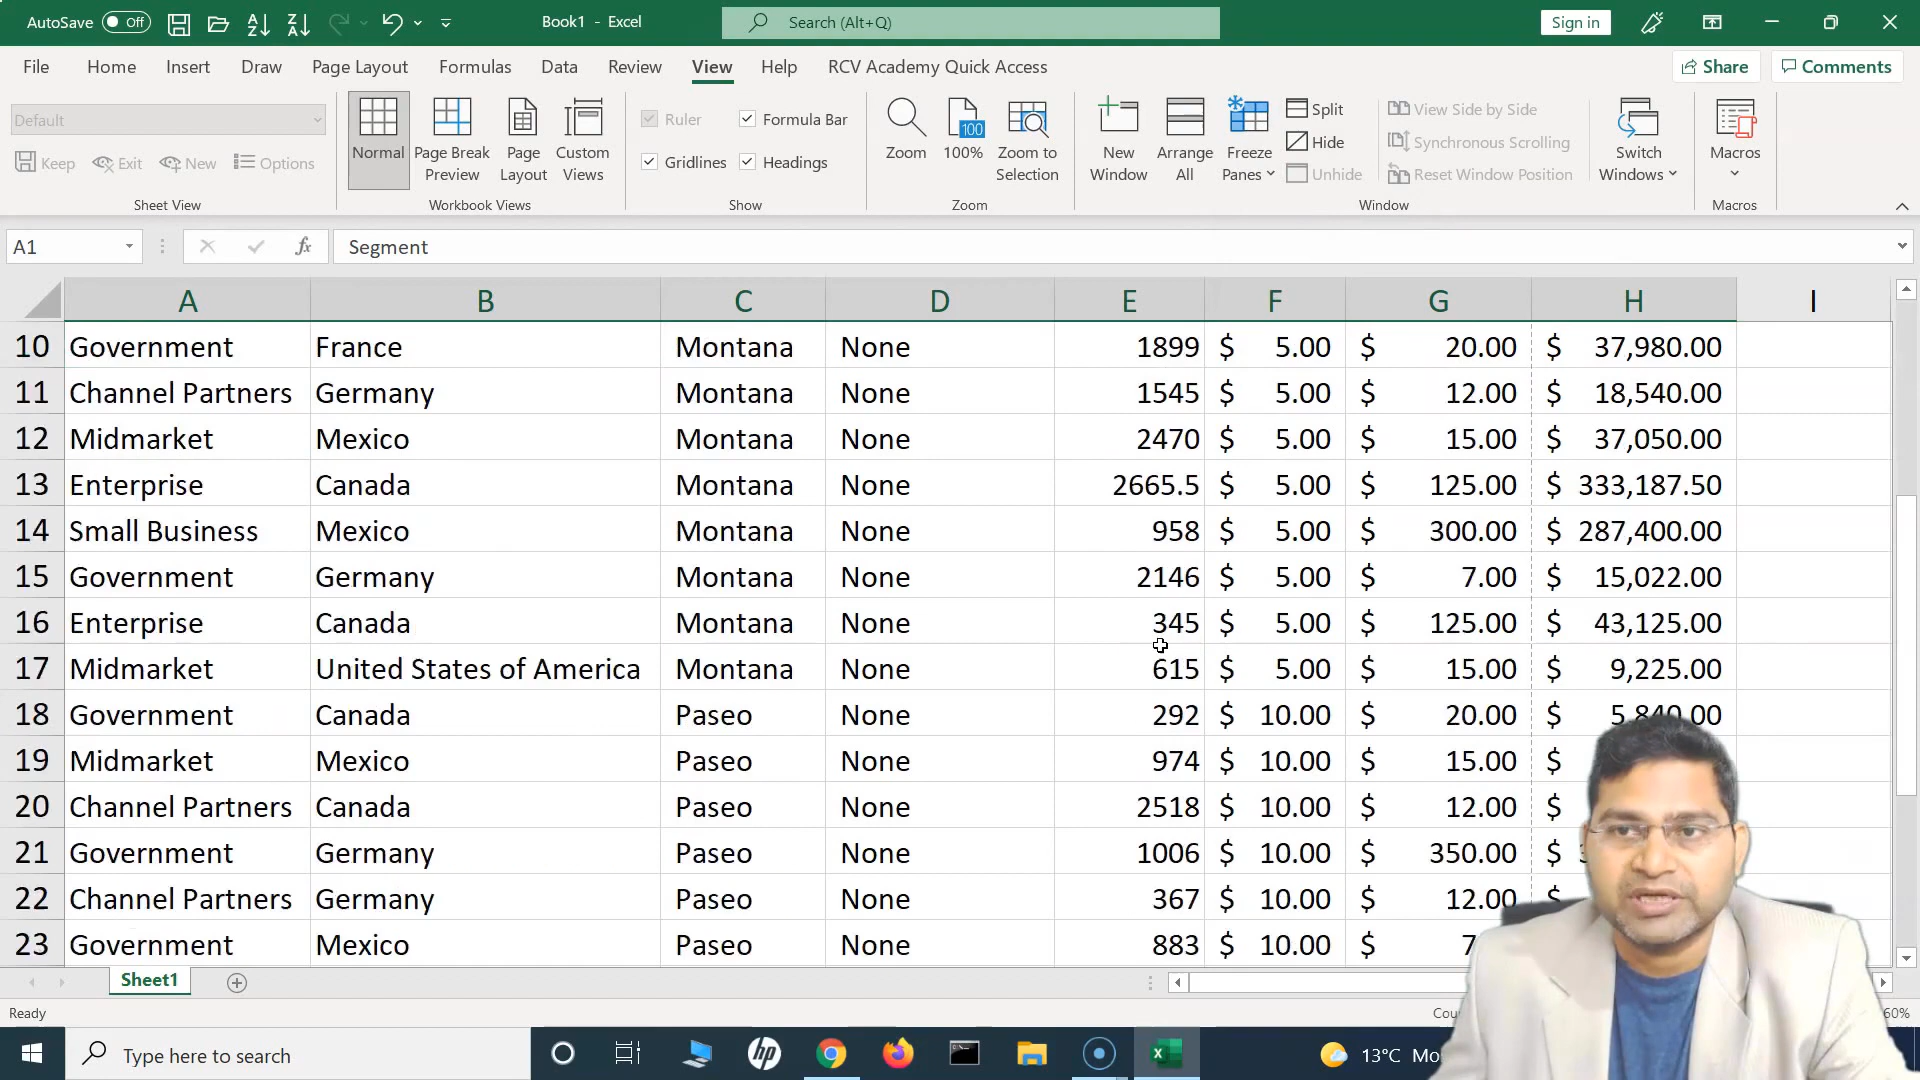 AutoSave Off Book1 - Excel Search (Alt+Q) Sign in
File Home Insert Draw Page Layout Formulas Data Review View Help RCV Academy Quick Access Share Comments
Default
Keep Exit New Options
Sheet View
Normal Page Break Preview Page Layout Custom Views
Workbook Views
Ruler Formula Bar
Gridlines Headings
Show
Zoom 100 100% Zoom to Selection
Zoom
New Window Arrange All Freeze Panes
Split
Hide
Unhide
View Side by Side
Synchronous Scrolling
Reset Window Position
Switch Windows
Window
Macros
Macros
A1 fx Segment
A B C D E F G H I
10 Government France Montana None 1899 $ 5.00 $ 20.00 $ 37,980.00
11 Channel Partners Germany Montana None 1545 $ 5.00 $ 12.00 $ 18,540.00
12 Midmarket Mexico Montana None 2470 $ 5.00 $ 15.00 $ 37,050.00
13 Enterprise Canada Montana None 2665.5 $ 5.00 $ 125.00 $ 333,187.50
14 Small Business Mexico Montana None 958 $ 5.00 $ 300.00 $ 287,400.00
15 Government Germany Montana None 2146 $ 5.00 $ 7.00 $ 15,022.00
16 Enterprise Canada Montana None 345 $ 5.00 $ 125.00 $ 43,125.00
17 Midmarket United States of America Montana None 615 $ 5.00 $ 15.00 $ 9,225.00
18 Government Canada Paseo None 292 $ 10.00 $ 20.00 $ 5,840.00
19 Midmarket Mexico Paseo None 974 $ 10.00 $ 15.00 $
20 Channel Partners Canada Paseo None 2518 $ 10.00 $ 12.00 $
21 Government Germany Paseo None 1006 $ 10.00 $ 350.00 $
22 Channel Partners Germany Paseo None 367 $ 10.00 $ 12.00 $
23 Government Mexico Paseo None 883 $ 10.00 $
Sheet1
Ready
Type here to search hp 13°C